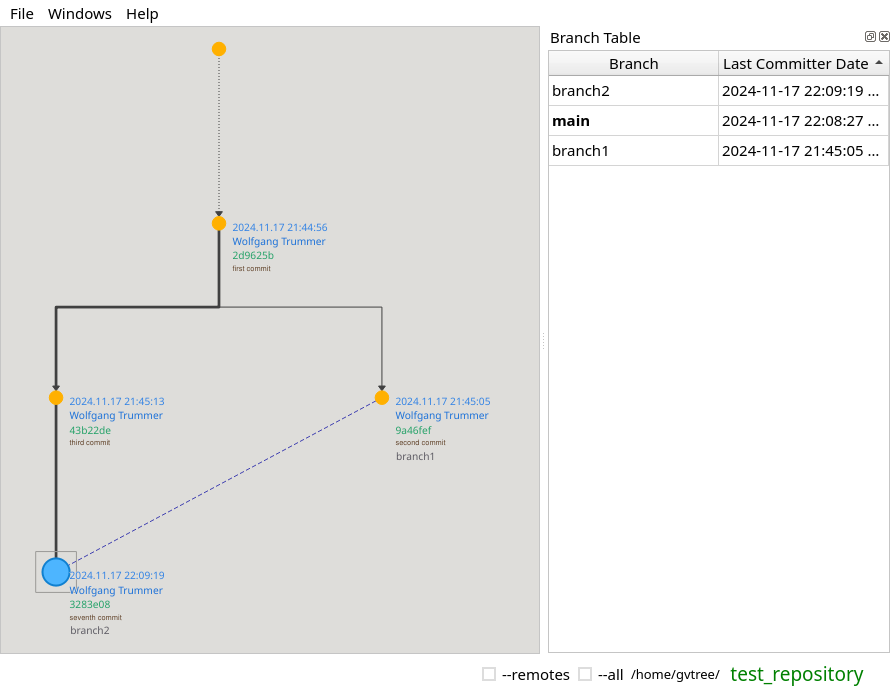 File Windows Help
Branch Table
Branch Last Committer Date
branch2 2024-11-17 22:09:19 ...
main 2024-11-17 22:08:27 ...
branch1 2024-11-17 21:45:05 ...
2024.11.17 21:44:56
Wolfgang Trummer
2d9625b
first commit
2024.11.17 21:45:13
Wolfgang Trummer
43b22de
third commit
2024.11.17 21:45:05
Wolfgang Trummer
9a46fef
second commit
branch1
2024.11.17 22:09:19
Wolfgang Trummer
3283e08
seventh commit
branch2
--remotes --all /home/gvtree/ test_repository